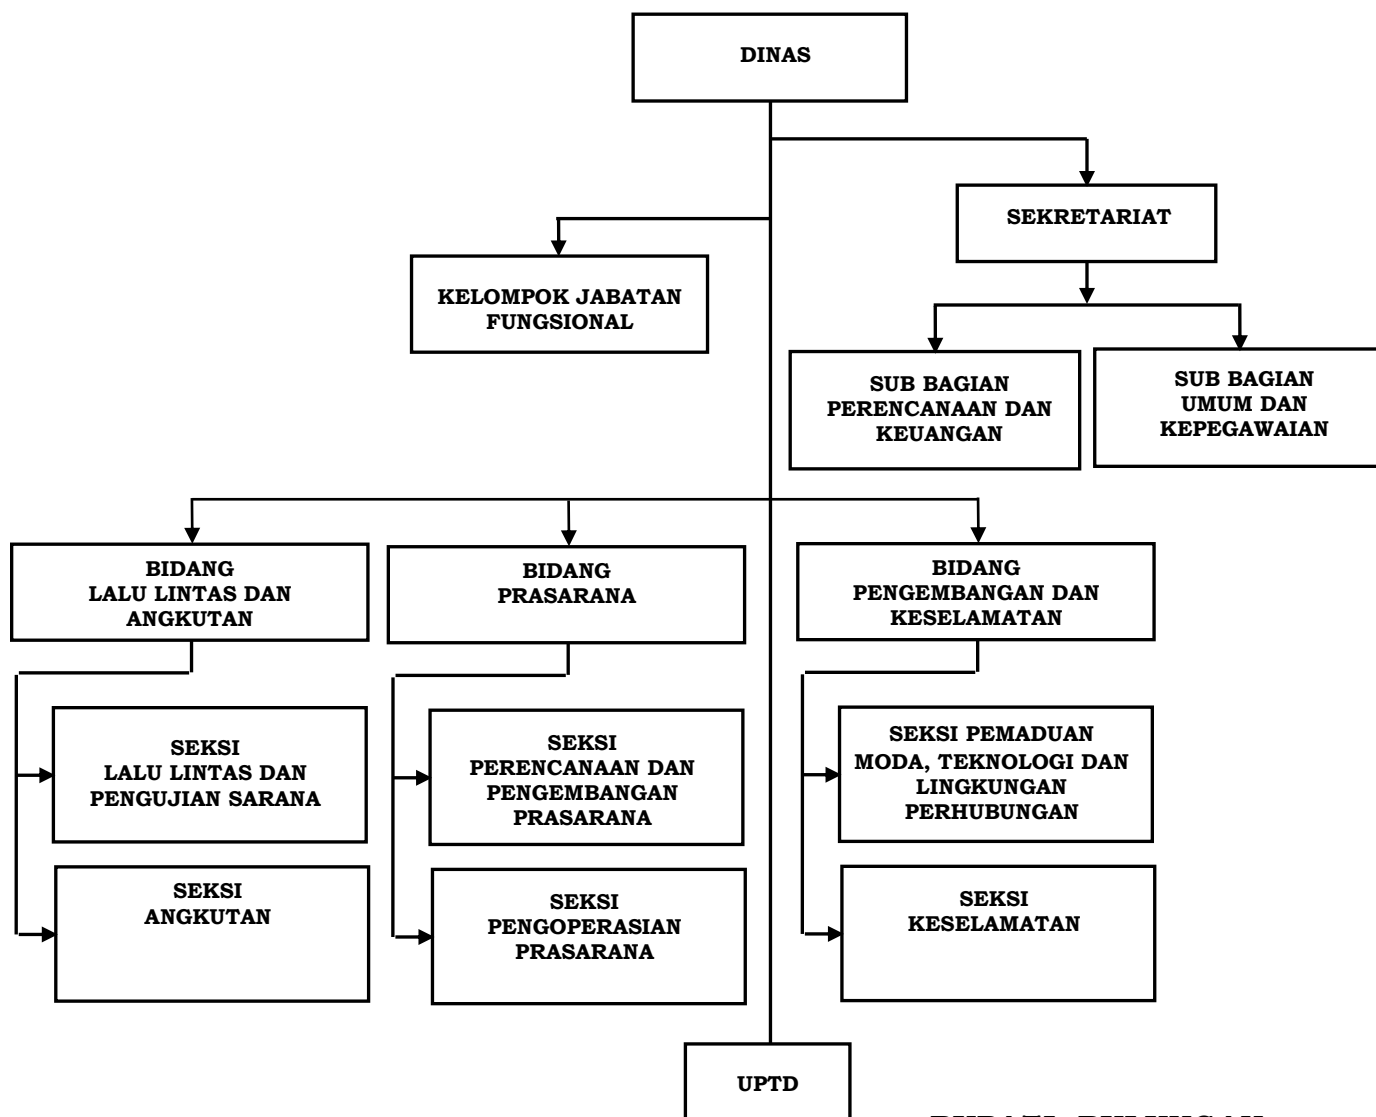 DINAS
SEKRETARIAT
KELOMPOK JABATAN
FUNGSIONAL
SUB BAGIAN
PERENCANAAN DAN
KEUANGAN
SUB BAGIAN
UMUM DAN
KEPEGAWAIAN
BIDANG
LALU LINTAS DAN
ANGKUTAN
BIDANG
PRASARANA
BIDANG
PENGEMBANGAN DAN
KESELAMATAN
SEKSI
LALU LINTAS DAN
PENGUJIAN SARANA
SEKSI
PERENCANAAN DAN
PENGEMBANGAN
PRASARANA
SEKSI PEMADUAN
MODA, TEKNOLOGI DAN
LINGKUNGAN
PERHUBUNGAN
SEKSI
ANGKUTAN
SEKSI
PENGOPERASIAN
PRASARANA
SEKSI
KESELAMATAN
UPTD